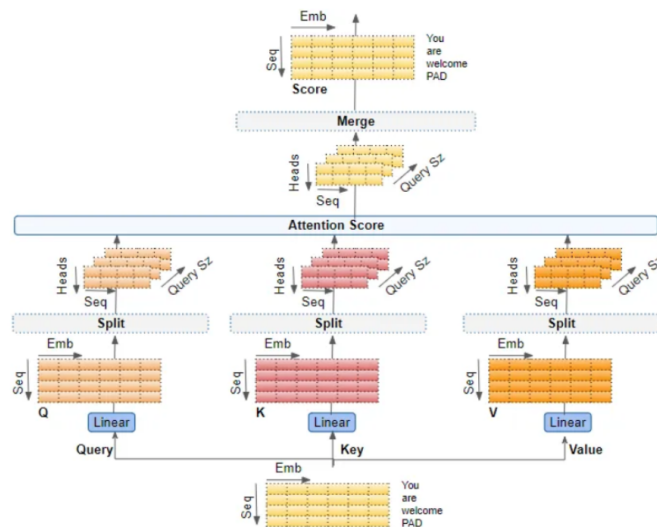 Emb
Seq
You
are
welcome
PAD
Score
Merge
Heads
Seq
Query Sz
Attention Score
Heads
Seq
Query Sz
Heads
Seq
Query Sz
Heads
Seq
Query Sz
Split
Split
Split
Emb
Emb
Emb
Seq
Seq
Seq
Q
K
V
Linear
Linear
Linear
Query
Key
Value
Emb
Seq
You
are
welcome
PAD